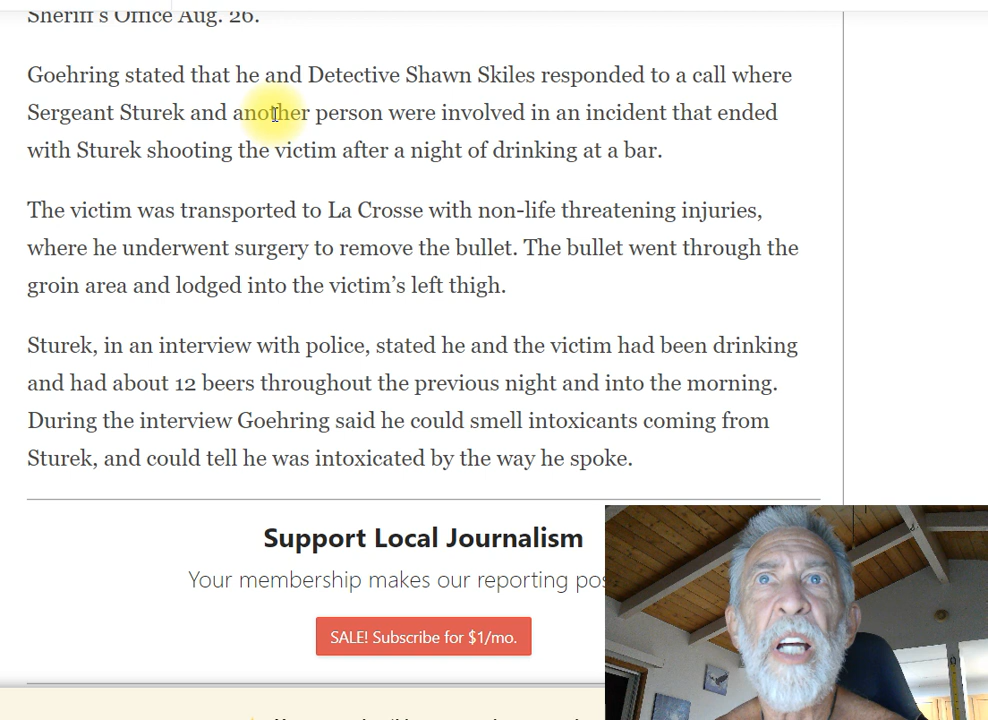 Sheriff's Office Aug. 26.
Goehring stated that he and Detective Shawn Skiles responded to a call where
Sergeant Sturek and another person were involved in an incident that ended
with Sturek shooting the victim after a night of drinking at a bar.
The victim was transported to La Crosse with non-life threatening injuries,
where he underwent surgery to remove the bullet. The bullet went through the
groin area and lodged into the victim’s left thigh.
Sturek, in an interview with police, stated he and the victim had been drinking
and had about 12 beers throughout the previous night and into the morning.
During the interview Goehring said he could smell intoxicants coming from
Sturek, and could tell he was intoxicated by the way he spoke.
Support Local Journalism
Your membership makes our reporting
SALE! Subscribe for $1/mo.